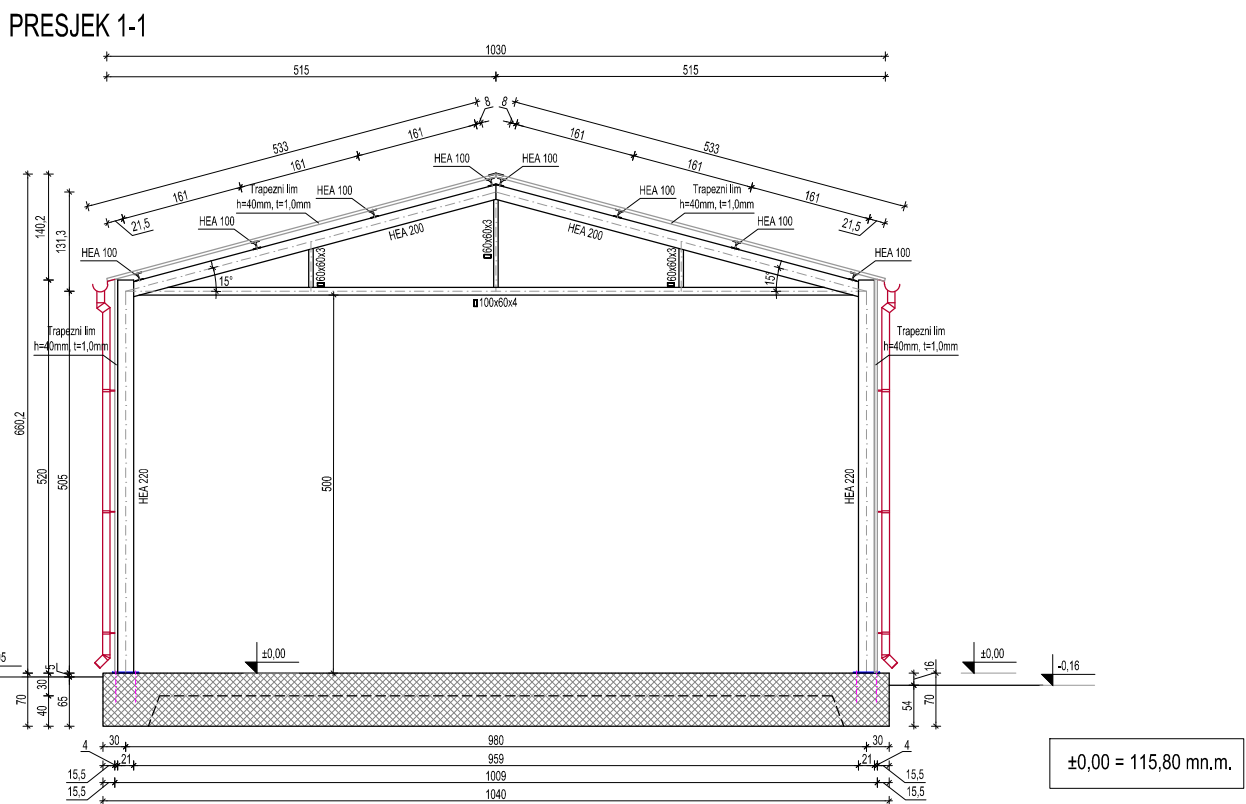 PRESJEK 1-1
1030
515 515
8 8
533 161 161 161 21,5
161 161 161 533 21,5
HEA 100 HEA 100
HEA 100 Trapezni lim
h=40mm, t=1,0mm
HEA 100 Trapezni lim
h=40mm, t=1,0mm
HEA 100 HEA 100
HEA 200 HEA 200
HEA 100 HEA 100
60x60x3 60x60x3 60x60x3
15° 15°
100x60x4
140,2 131,3
Trapezni lim
h=40mm, t=1,0mm
Trapezni lim
h=40mm, t=1,0mm
660,2 520 505 500
HEA 220 HEA 220
±0,00 ±0,00
-0,16
5
70 30 40 65
16 54 70
30 980 30
4 21 959 21 4
15,5 1009 15,5
15,5 1040 15,5
±0,00 = 115,80 mn.m.